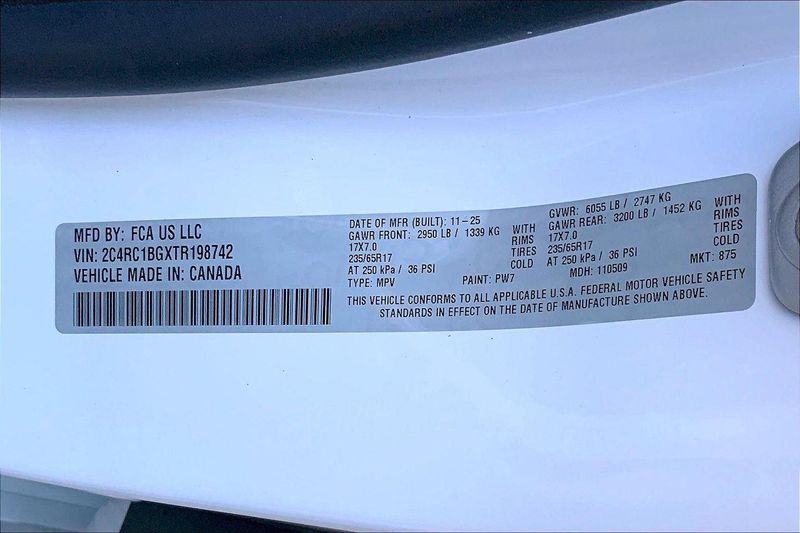 MFD BY: FCA US LLC
VIN: 2C4RC1BGXTR198742
VEHICLE MADE IN: CANADA
DATE OF MFR (BUILT): 11-25
GAWR FRONT: 2950 LB / 1339 KG WITH
17X7.0 RIMS
235/65R17 TIRES
AT 250 kPa / 36 PSI COLD
TYPE: MPV PAINT: PW7
GVWR: 6055 LB / 2747 KG
GAWR REAR: 3200 LB / 1452 KG WITH
17X7.0 RIMS
235/65R17 TIRES
AT 250 kPa / 36 PSI COLD
MDH: 110509 MKT: 875
THIS VEHICLE CONFORMS TO ALL APPLICABLE U.S.A. FEDERAL MOTOR VEHICLE SAFETY
STANDARDS IN EFFECT ON THE DATE OF MANUFACTURE SHOWN ABOVE.